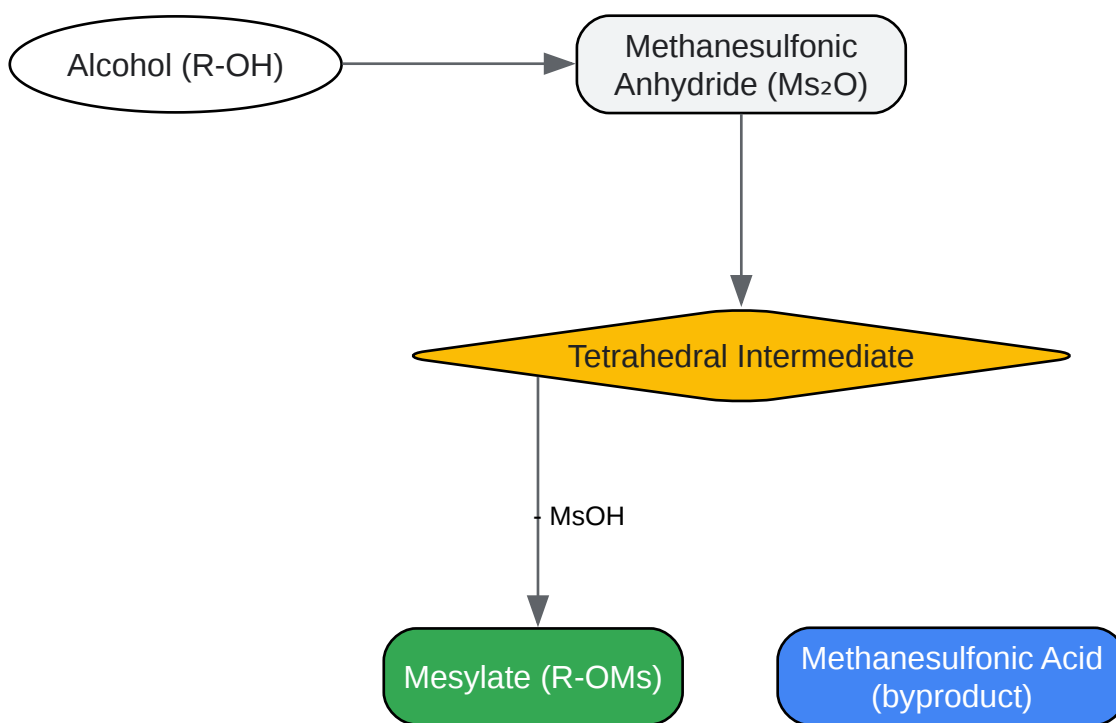 Alcohol (R-OH)
Methanesulfonic
Anhydride (Ms₂O)
Tetrahedral Intermediate
- MsOH
Mesylate (R-OMs)
Methanesulfonic Acid
(byproduct)